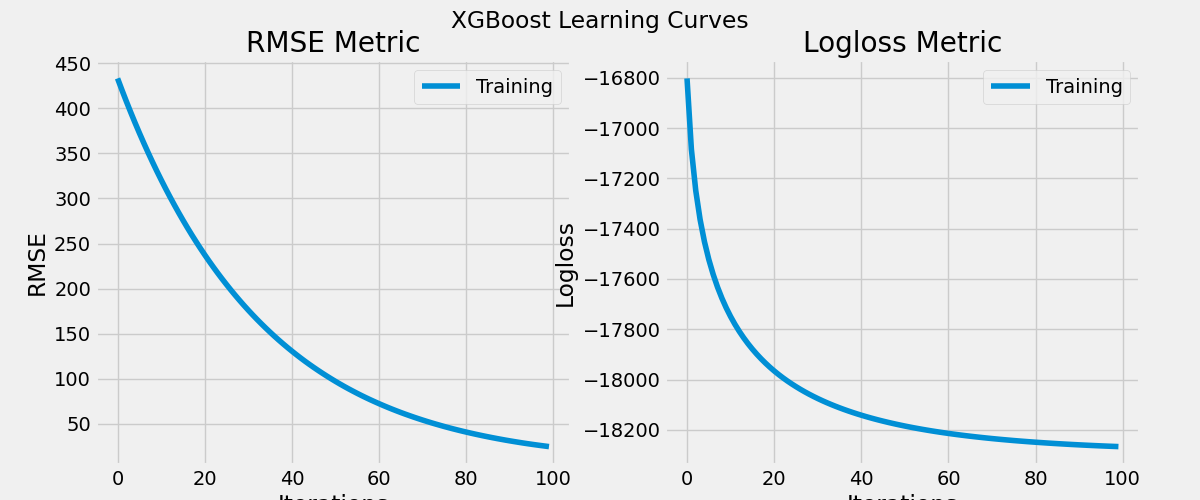 XGBoost Learning Curves
RMSE Metric
450
400
350
300
250
200
150
100
50
RMSE
Training
0 20 40 60 80 100
Iterations
Logloss Metric
−16800
−17000
−17200
−17400
−17600
−17800
−18000
−18200
Logloss
Training
0 20 40 60 80 100
Iterations